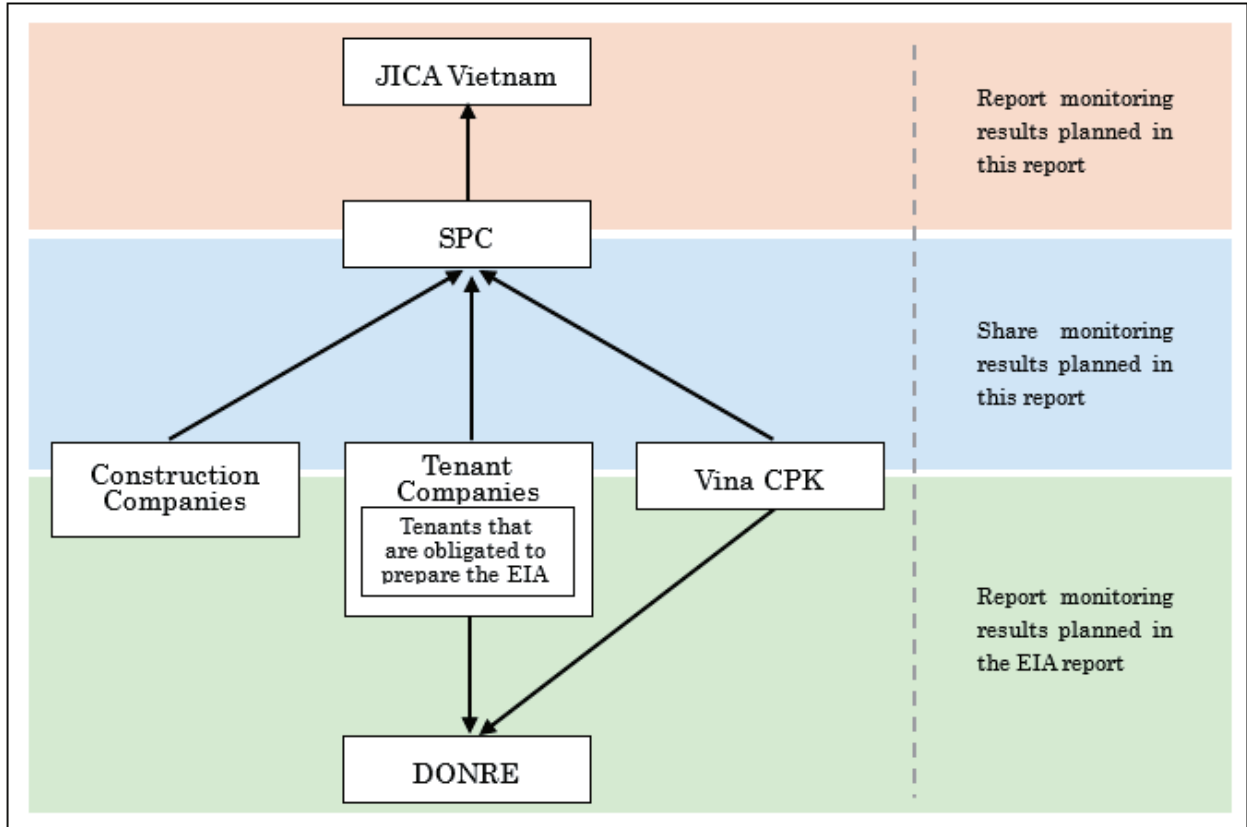 JICA Vietnam
Report monitoring
results planned in
this report
SPC
Share monitoring
results planned in
this report
Construction
Companies
Tenant
Companies
Tenants that
are obligated to
prepare the EIA
Vina CPK
Report monitoring
results planned in
the EIA report
DONRE